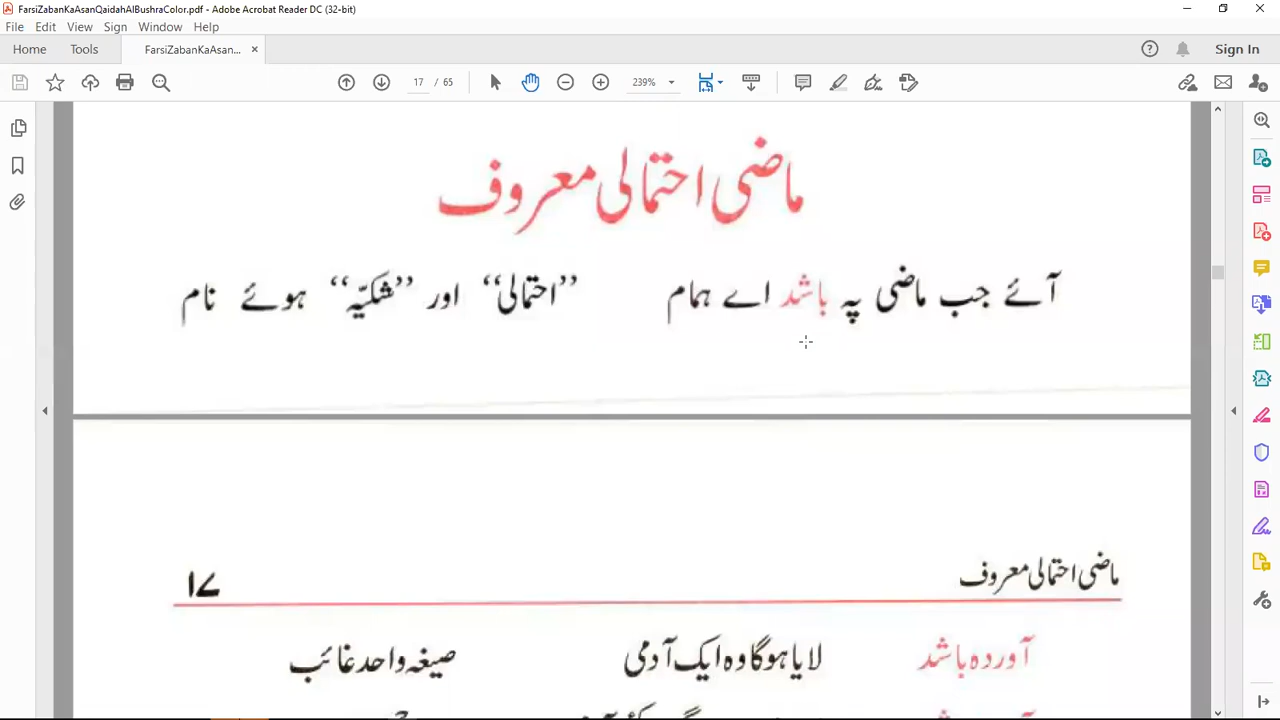 FarsiZabanKaAsanQaidahAlBushraColor.pdf - Adobe Acrobat Reader DC (32-bit)
File Edit View Sign Window Help
Home Tools FarsiZabanKaAsan... × Sign In
17 / 65 239%
ماضی احتمالی معروف
آئے جب ماضی پہ باشد اے ہمام ”احتمالی“ اور ”شکیّہ“ ہوئے نام
ماضی احتمالی معروف ۱۷
آوردہ باشد لایا ہوگا وہ ایک آدمی صیغہ واحد غائب